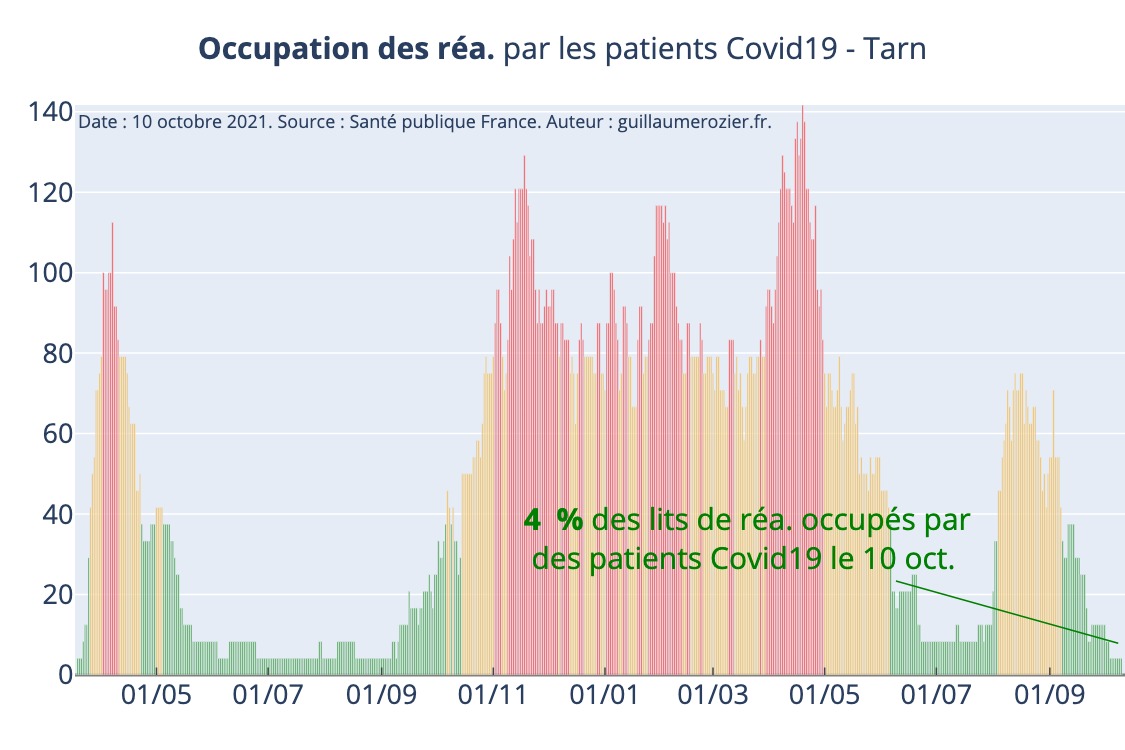 Occupation des réa. par les patients Covid19 - Tarn
140
Date : 10 octobre 2021. Source : Santé publique France. Auteur : guillaumerozier.fr.
120
100
80
60
40
4 % des lits de réa. occupés par
des patients Covid19 le 10 oct.
20
0
01/05 01/07 01/09 01/11 01/01 01/03 01/05 01/07 01/09